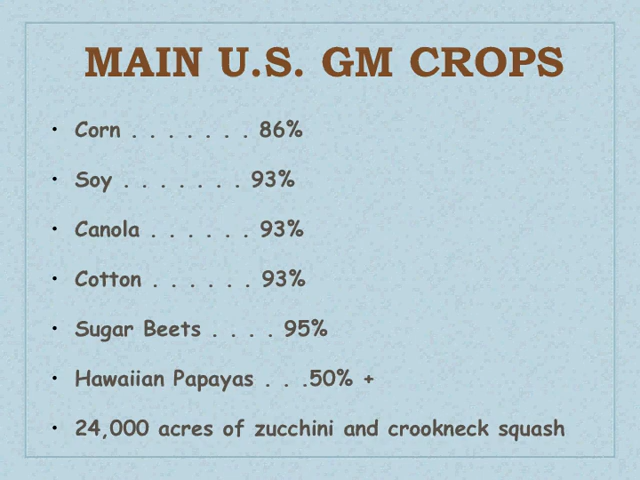 MAIN U.S. GM CROPS
• Corn . . . . . . . 86%
• Soy . . . . . . . 93%
• Canola . . . . . . 93%
• Cotton . . . . . . 93%
• Sugar Beets . . . . 95%
• Hawaiian Papayas . . .50% +
• 24,000 acres of zucchini and crookneck squash